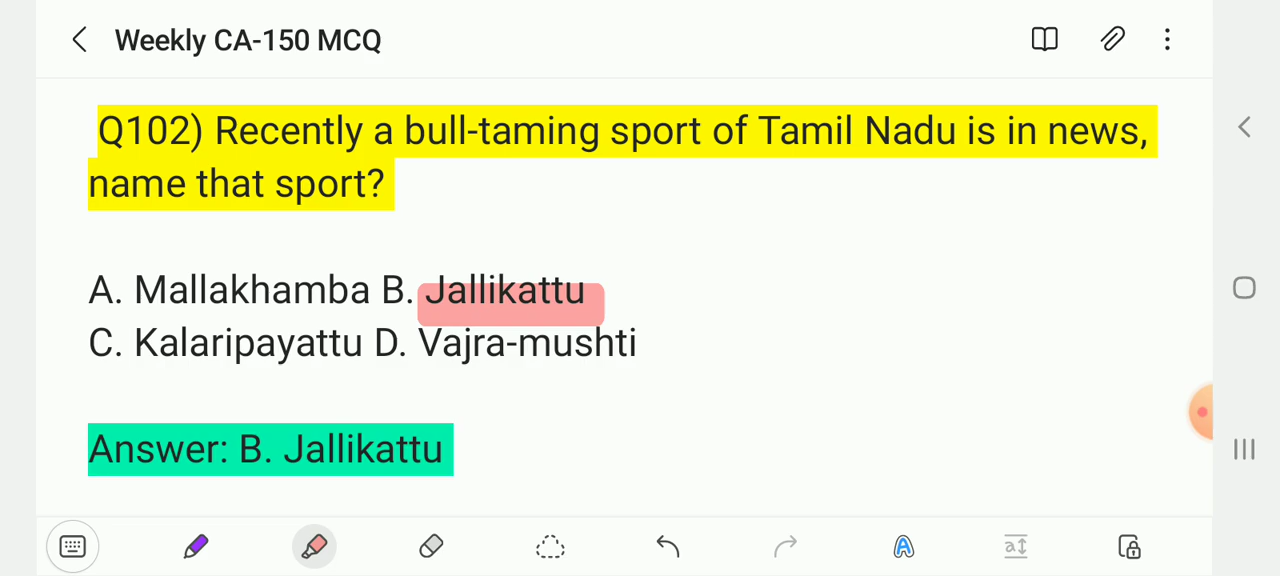 Weekly CA-150 MCQ
Q102) Recently a bull-taming sport of Tamil Nadu is in news,
name that sport?
A. Mallakhamba B. Jallikattu
C. Kalaripayattu D. Vajra-mushti
Answer: B. Jallikattu